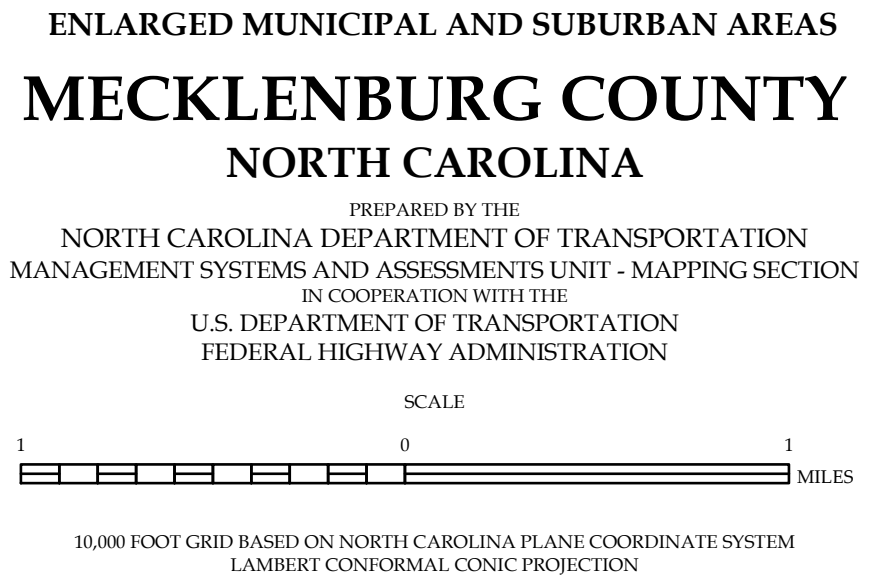 ENLARGED MUNICIPAL AND SUBURBAN AREAS
MECKLENBURG COUNTY
NORTH CAROLINA
PREPARED BY THE
NORTH CAROLINA DEPARTMENT OF TRANSPORTATION
MANAGEMENT SYSTEMS AND ASSESSMENTS UNIT - MAPPING SECTION
IN COOPERATION WITH THE
U.S. DEPARTMENT OF TRANSPORTATION
FEDERAL HIGHWAY ADMINISTRATION
SCALE
1 0 1
MILES
10,000 FOOT GRID BASED ON NORTH CAROLINA PLANE COORDINATE SYSTEM
LAMBERT CONFORMAL CONIC PROJECTION